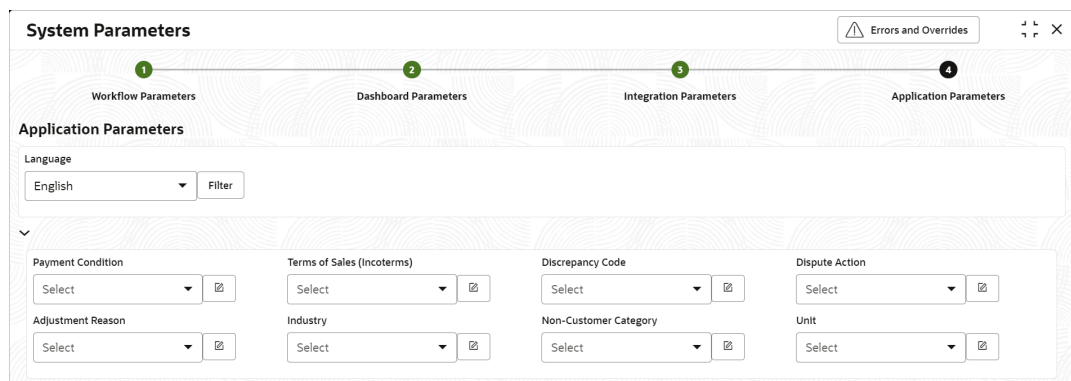 System Parameters
Errors and Overrides
1
2
3
4
Workflow Parameters
Dashboard Parameters
Integration Parameters
Application Parameters
Application Parameters
Language
English
Filter
Payment Condition
Terms of Sales (Incoterms)
Discrepancy Code
Dispute Action
Select
Select
Select
Select
Adjustment Reason
Industry
Non-Customer Category
Unit
Select
Select
Select
Select